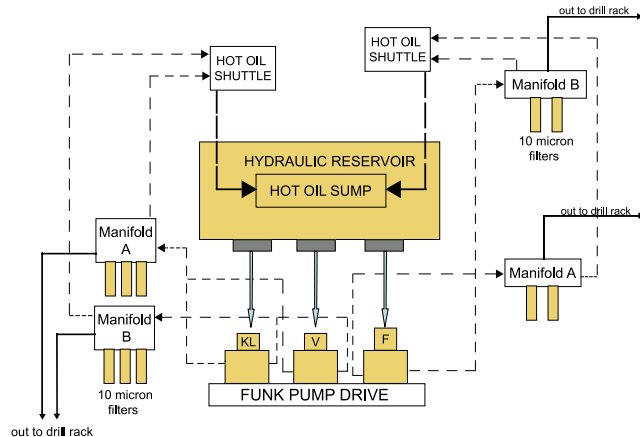 out to drill rack
HOT OIL
SHUTTLE
HOT OIL
SHUTTLE
Manifold B
10 micron
filters
HYDRAULIC RESERVOIR
HOT OIL SUMP
out to drill rack
Manifold
A
Manifold A
Manifold
B
KL
V
F
FUNK PUMP DRIVE
10 micron
filters
out to drill rack